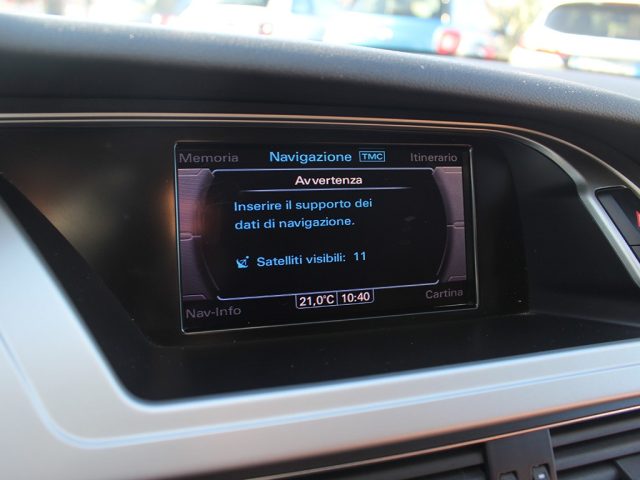 Memoria Navigazione TMC Itinerario
Avvertenza
Inserire il supporto dei
dati di navigazione.
Satelliti visibili: 11
21,0°C 10:40
Nav-Info Cartina